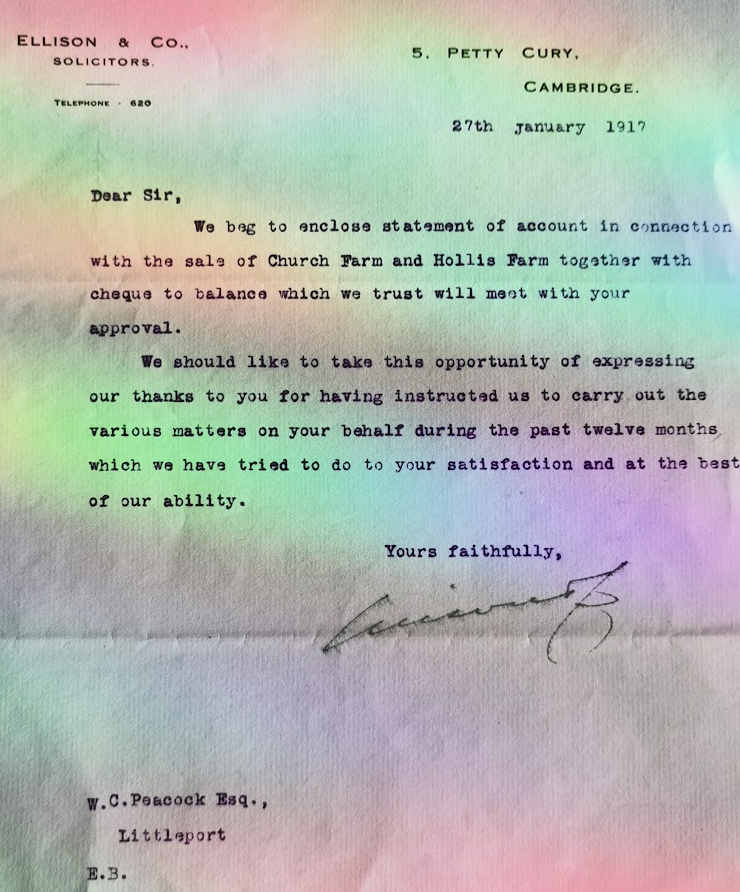 ELLISON & CO.,
SOLICITORS.
TELEPHONE · 620
5, PETTY CURY,
CAMBRIDGE.
27th January 1917
Dear Sir,
We beg to enclose statement of account in connection
with the sale of Church Farm and Hollis Farm together with
cheque to balance which we trust will meet with your
approval.
We should like to take this opportunity of expressing
our thanks to you for having instructed us to carry out the
various matters on your behalf during the past twelve months
which we have tried to do to your satisfaction and at the best
of our ability.
Yours faithfully,
W.C.Peacock Esq.,
Littleport
E.B.